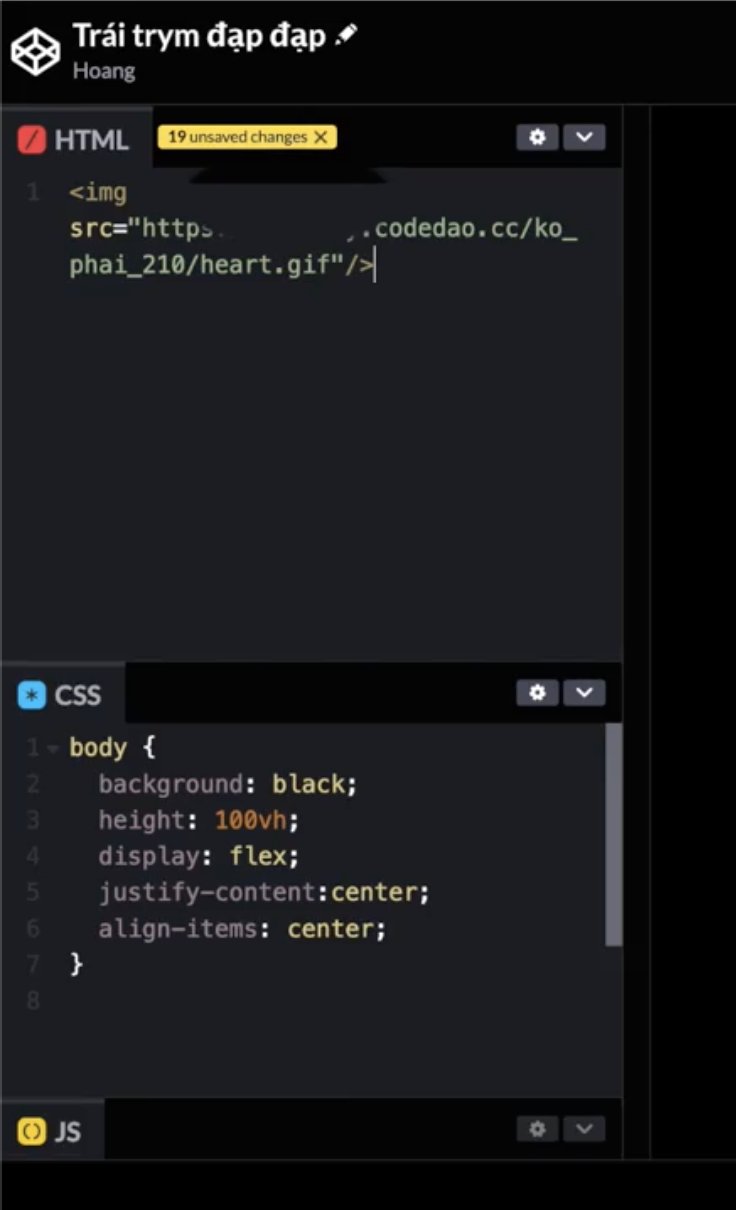 Trái trym đạp đạp
Hoang
HTML
19 unsaved changes X
1 <img
src="https .codedao.cc/ko_
phai_210/heart.gif"/>
CSS
1 body {
2 background: black;
3 height: 100vh;
4 display: flex;
5 justify-content:center;
6 align-items: center;
7 }
8
JS